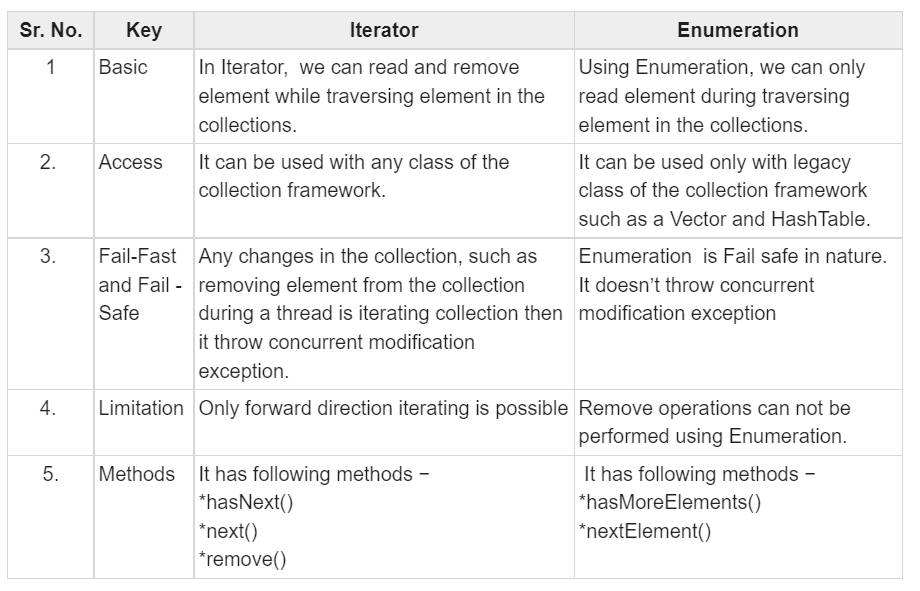 Sr. No. Key Iterator Enumeration
1 Basic In Iterator, we can read and remove element while traversing element in the collections. Using Enumeration, we can only read element during traversing element in the collections.
2. Access It can be used with any class of the collection framework. It can be used only with legacy class of the collection framework such as a Vector and HashTable.
3. Fail-Fast and Fail - Safe Any changes in the collection, such as removing element from the collection during a thread is iterating collection then it throw concurrent modification exception. Enumeration is Fail safe in nature. It doesn’t throw concurrent modification exception
4. Limitation Only forward direction iterating is possible Remove operations can not be performed using Enumeration.
5. Methods It has following methods − *hasNext() *next() *remove() It has following methods − *hasMoreElements() *nextElement()